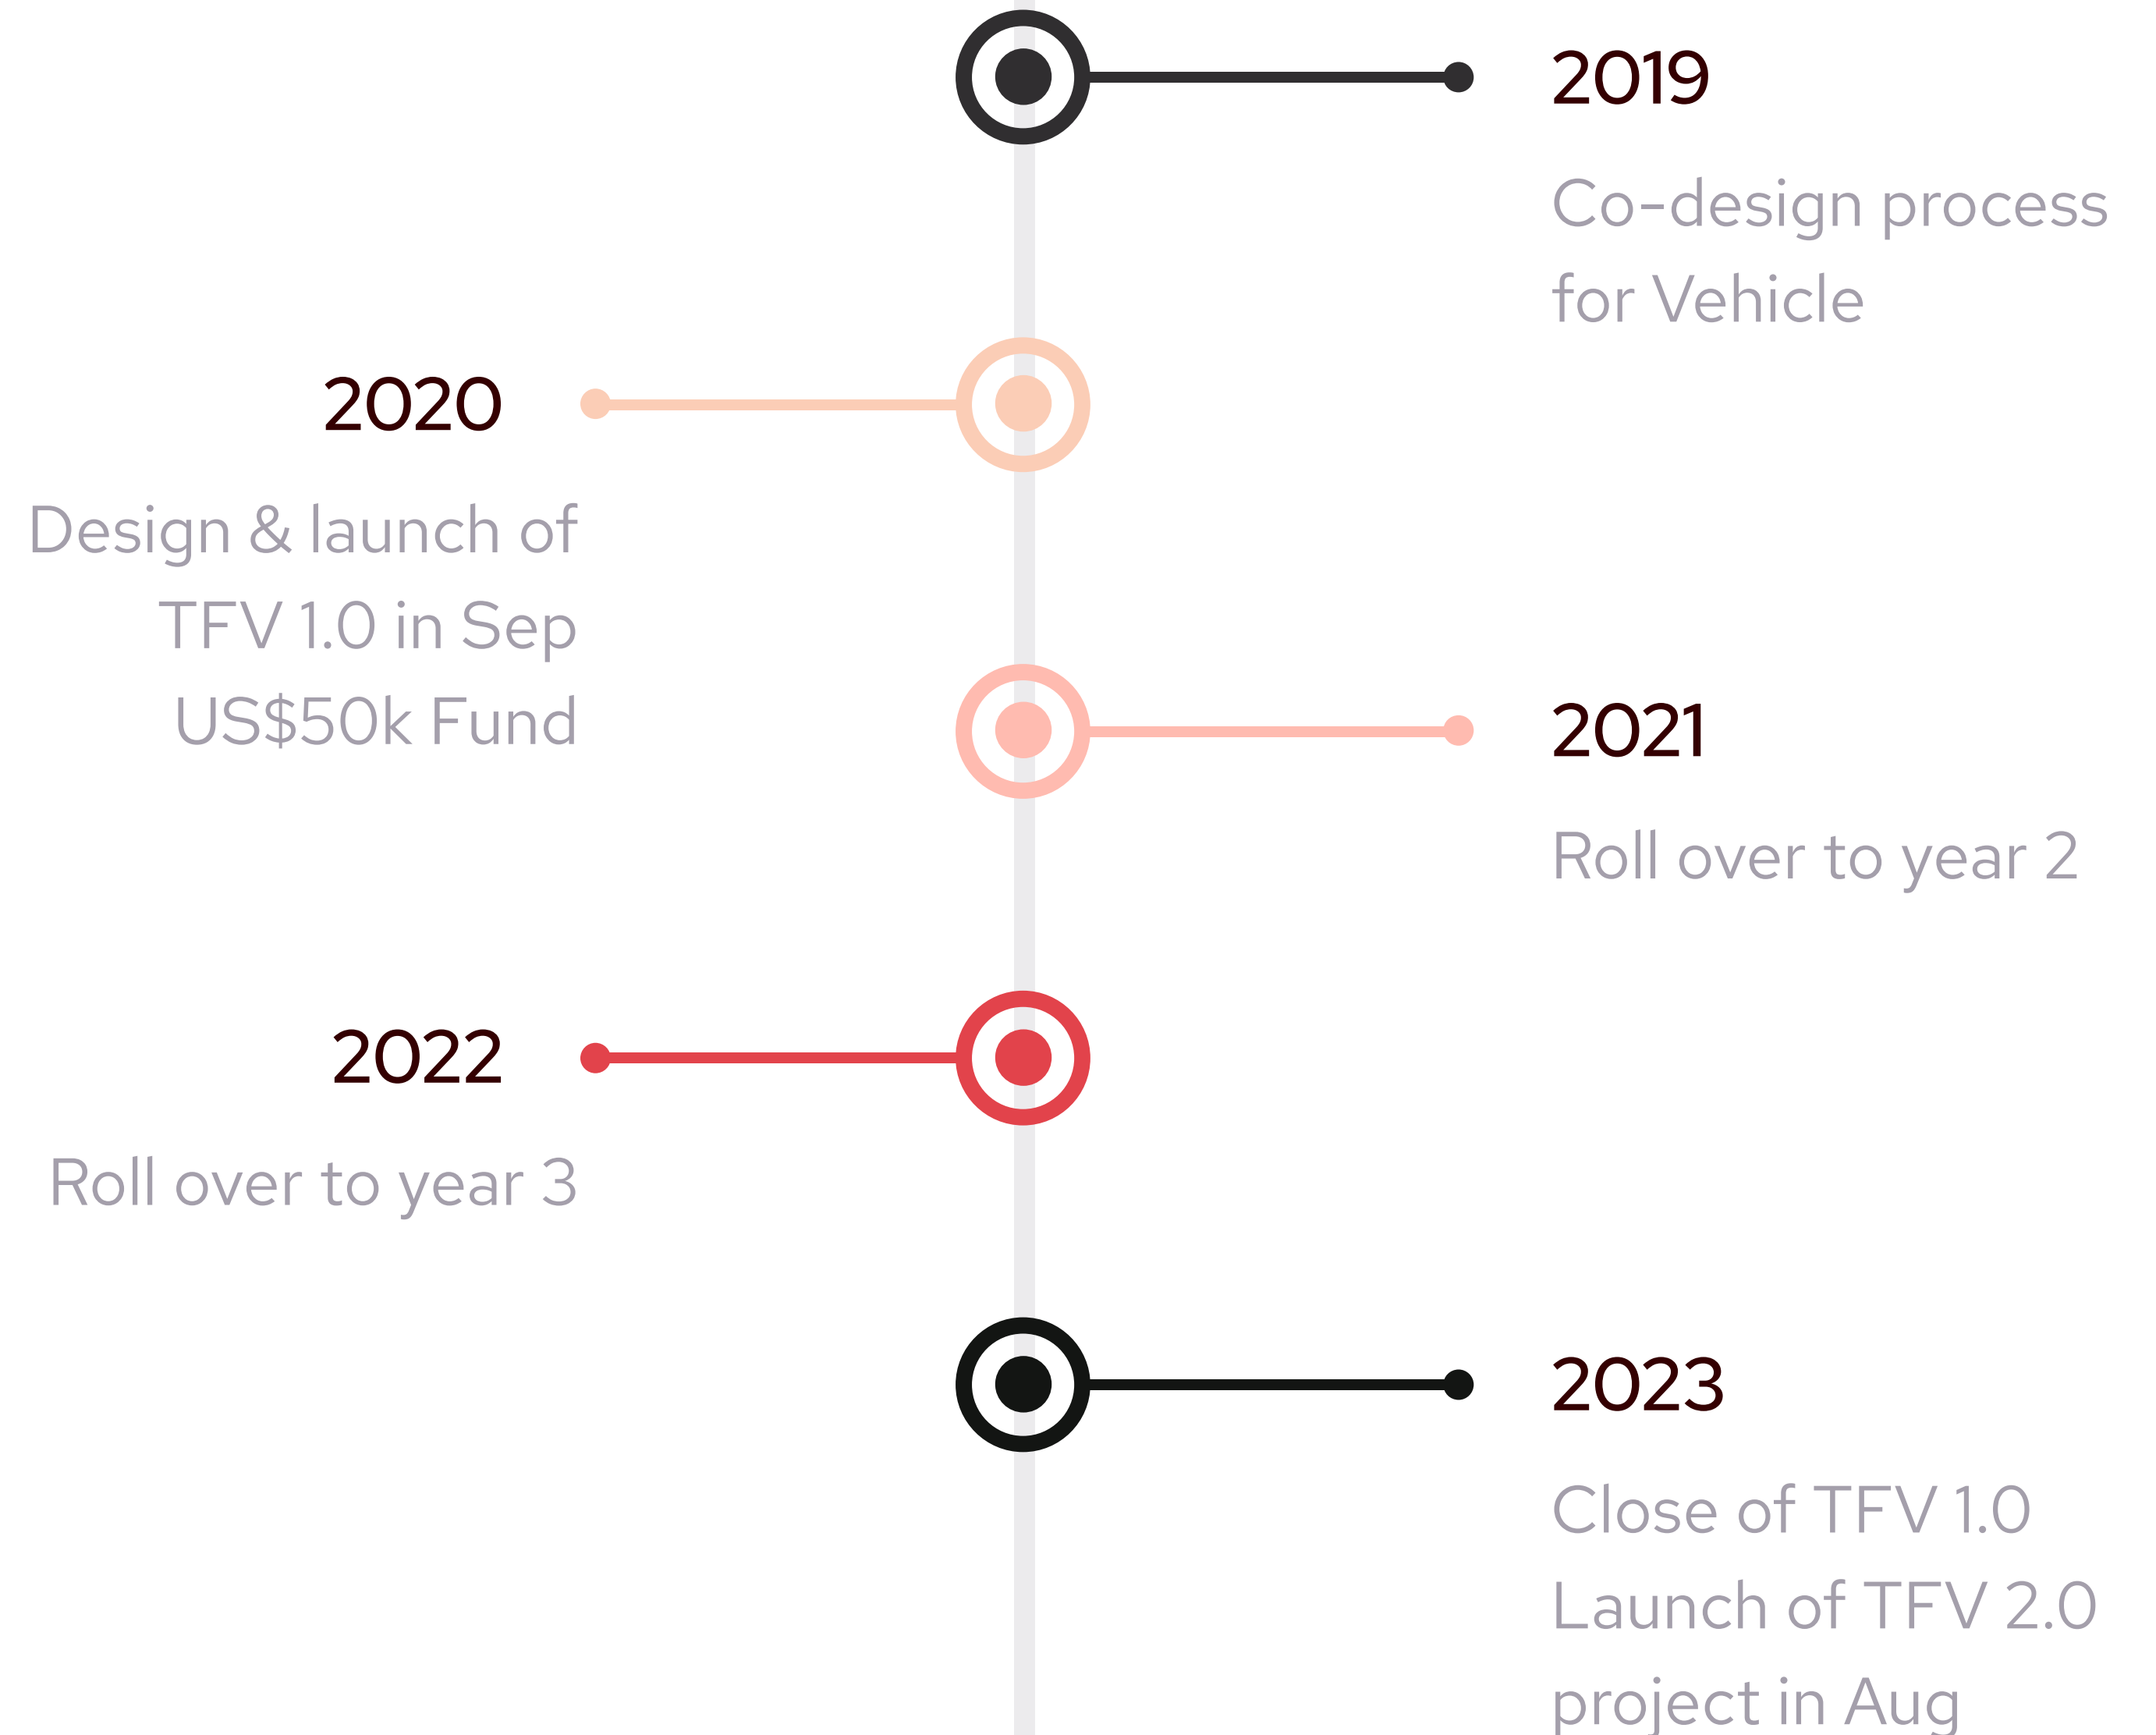 2019
Co-design process
for Vehicle
2020
Design & launch of
TFV 1.0 in Sep
US$50k Fund
2021
Roll over to year 2
2022
Roll over to year 3
2023
Close of TFV 1.0
Launch of TFV 2.0
project in Aug